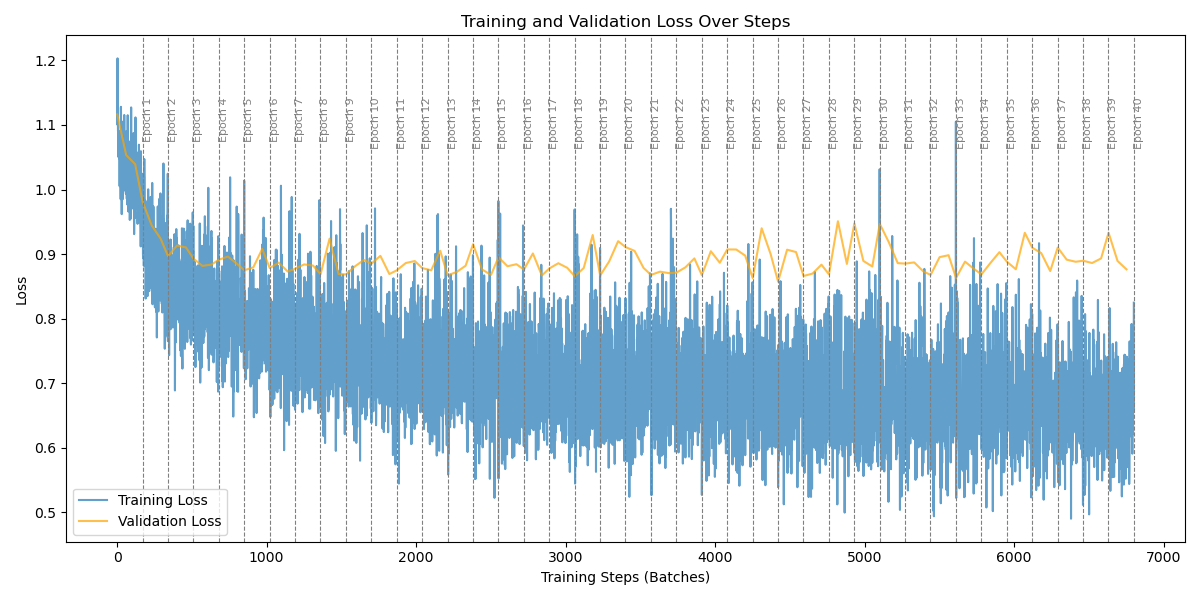 Training and Validation Loss Over Steps
1.2
1.1
1.0
0.9
0.8
0.7
0.6
0.5
Loss
Epoch 1
Epoch 2
Epoch 3
Epoch 4
Epoch 5
Epoch 6
Epoch 7
Epoch 8
Epoch 9
Epoch 10
Epoch 11
Epoch 12
Epoch 13
Epoch 14
Epoch 15
Epoch 16
Epoch 17
Epoch 18
Epoch 19
Epoch 20
Epoch 21
Epoch 22
Epoch 23
Epoch 24
Epoch 25
Epoch 26
Epoch 27
Epoch 28
Epoch 29
Epoch 30
Epoch 31
Epoch 32
Epoch 33
Epoch 34
Epoch 35
Epoch 36
Epoch 37
Epoch 38
Epoch 39
Epoch 40
Training Loss
Validation Loss
0 1000 2000 3000 4000 5000 6000 7000
Training Steps (Batches)